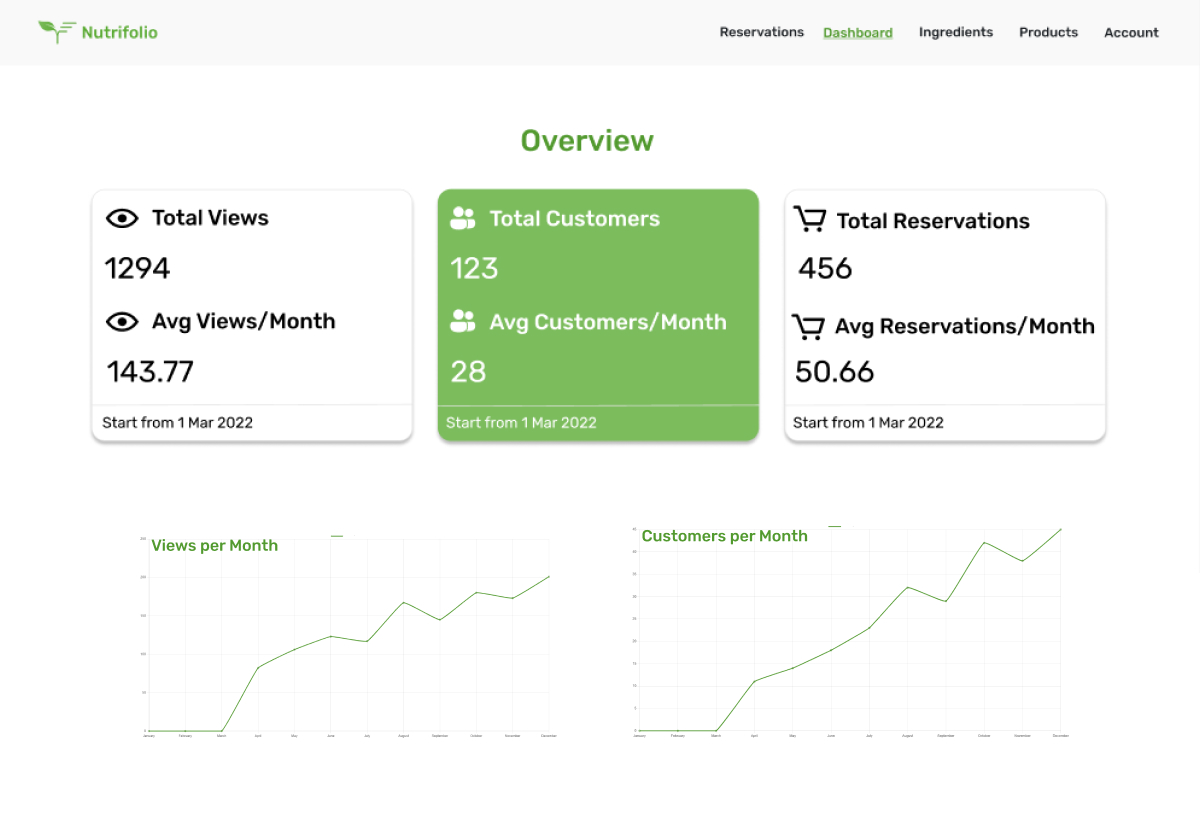 Nutrifolio
Reservations Dashboard Ingredients Products Account
Overview
Total Views
1294
Avg Views/Month
143.77
Start from 1 Mar 2022
Total Customers
123
Avg Customers/Month
28
Start from 1 Mar 2022
Total Reservations
456
Avg Reservations/Month
50.66
Start from 1 Mar 2022
Views per Month
250
200
150
100
50
0
January February March April May June July August September October November December
Customers per Month
45
40
35
30
25
20
15
10
5
0
January February March April May June July August September October November December